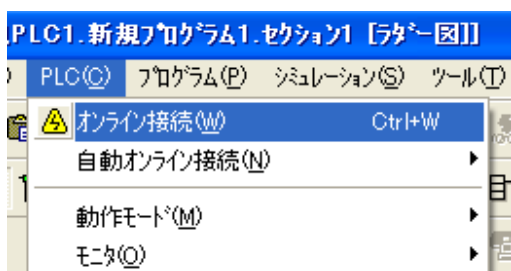 PLC1.新規ﾌﾟﾛｸﾞﾗﾑ1.ｾｸｼｮﾝ1 [ﾗﾀﾞｰ図]]
) PLC(C) ﾌﾟﾛｸﾞﾗﾑ(P) ｼﾐｭﾚｰｼｮﾝ(S) ﾂｰﾙ(T)
ｵﾝﾗｲﾝ接続(W) Ctrl+W
自動ｵﾝﾗｲﾝ接続(N)
動作ﾓｰﾄﾞ(M)
ﾓﾆﾀ(O)